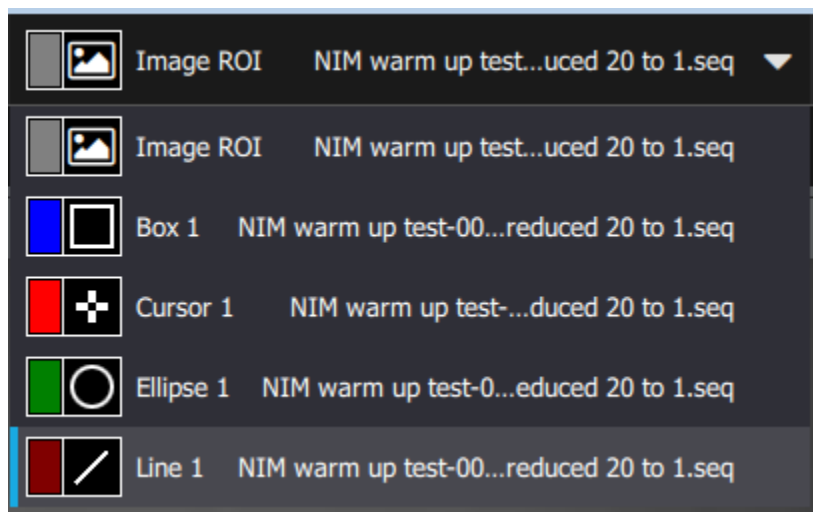 Image ROI NIM warm up test...uced 20 to 1.seq
Image ROI NIM warm up test...uced 20 to 1.seq
Box 1 NIM warm up test-00...reduced 20 to 1.seq
Cursor 1 NIM warm up test-...duced 20 to 1.seq
Ellipse 1 NIM warm up test-0...educed 20 to 1.seq
Line 1 NIM warm up test-00...reduced 20 to 1.seq